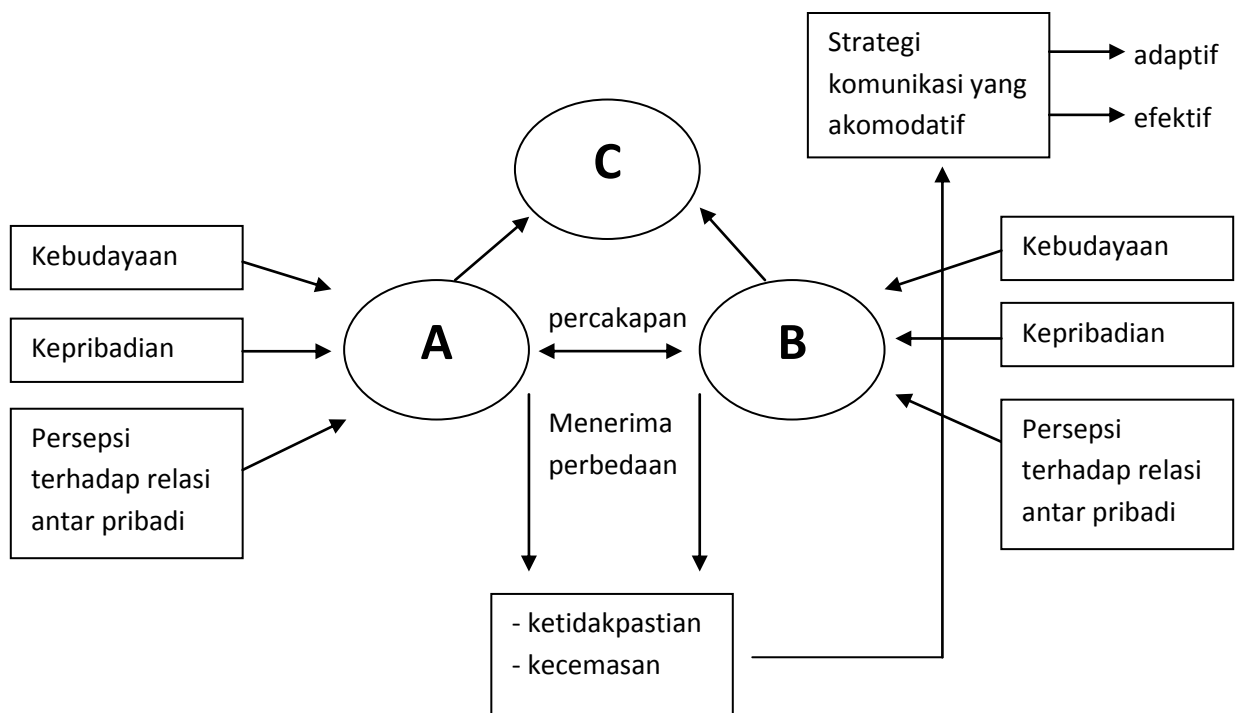 Strategi
komunikasi yang
akomodatif
adaptif
efektif
C
Kebudayaan
Kepribadian
Persepsi
terhadap relasi
antar pribadi
A
percakapan
B
Menerima
perbedaan
Kebudayaan
Kepribadian
Persepsi
terhadap relasi
antar pribadi
- ketidakpastian
- kecemasan